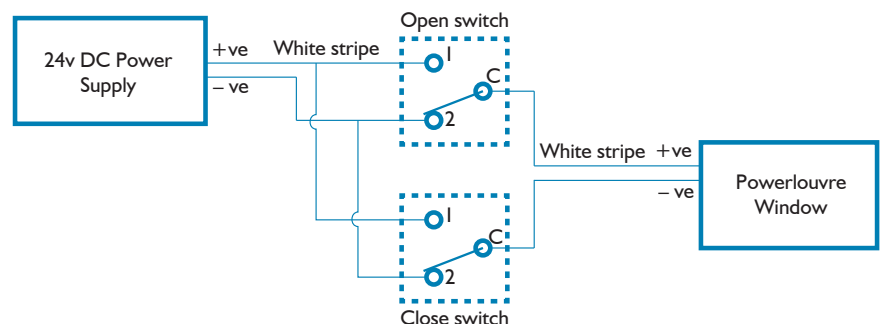 24v DC Power
Supply
+ve
White stripe
– ve
Open switch
1
C
2
White stripe +ve
– ve
Powerlouvre
Window
1
C
2
Close switch